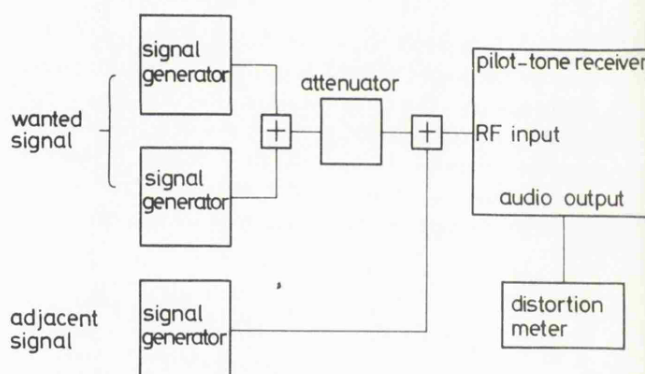 signal
generator
pilot-tone receiver
attenuator
wanted
signal
+
+
RF input
signal
generator
audio output
adjacent
signal
signal
generator
distortion
meter